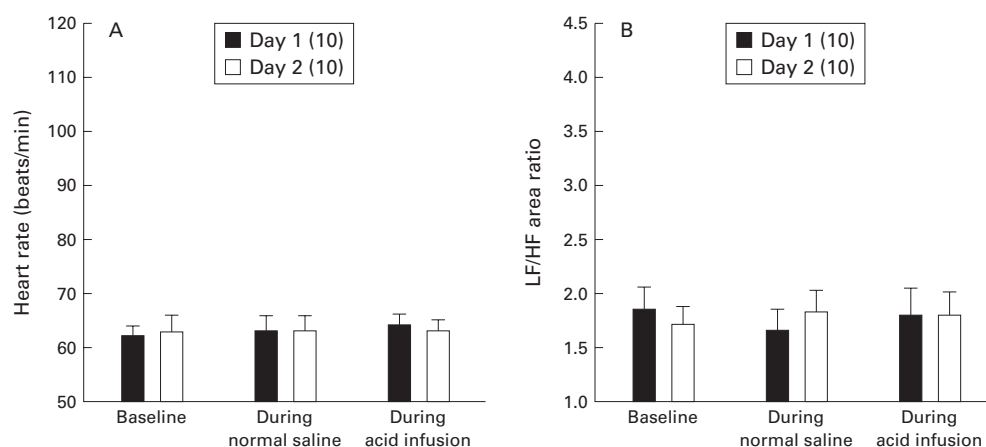 A
Day 1 (10)
Day 2 (10)
Heart rate (beats/min)
120
110
100
90
80
70
60
50
Baseline
During
normal saline
During
acid infusion
B
Day 1 (10)
Day 2 (10)
LF/HF area ratio
4.5
4.0
3.5
3.0
2.5
2.0
1.5
1.0
Baseline
During
normal saline
During
acid infusion